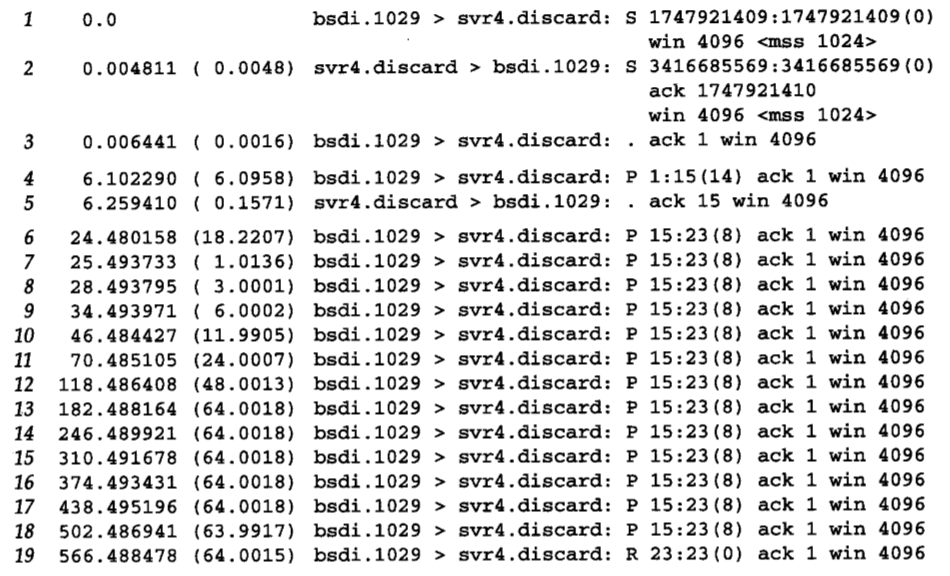 1 0.0 bsdi.1029 > svr4.discard: S 1747921409:1747921409(0)
win 4096 <mss 1024>
2 0.004811 ( 0.0048) svr4.discard > bsdi.1029: S 3416685569:3416685569(0)
ack 1747921410
win 4096 <mss 1024>
3 0.006441 ( 0.0016) bsdi.1029 > svr4.discard: . ack 1 win 4096
4 6.102290 ( 6.0958) bsdi.1029 > svr4.discard: P 1:15(14) ack 1 win 4096
5 6.259410 ( 0.1571) svr4.discard > bsdi.1029: . ack 15 win 4096
6 24.480158 (18.2207) bsdi.1029 > svr4.discard: P 15:23(8) ack 1 win 4096
7 25.493733 ( 1.0136) bsdi.1029 > svr4.discard: P 15:23(8) ack 1 win 4096
8 28.493795 ( 3.0001) bsdi.1029 > svr4.discard: P 15:23(8) ack 1 win 4096
9 34.493971 ( 6.0002) bsdi.1029 > svr4.discard: P 15:23(8) ack 1 win 4096
10 46.484427 (11.9905) bsdi.1029 > svr4.discard: P 15:23(8) ack 1 win 4096
11 70.485105 (24.0007) bsdi.1029 > svr4.discard: P 15:23(8) ack 1 win 4096
12 118.486408 (48.0013) bsdi.1029 > svr4.discard: P 15:23(8) ack 1 win 4096
13 182.488164 (64.0018) bsdi.1029 > svr4.discard: P 15:23(8) ack 1 win 4096
14 246.489921 (64.0018) bsdi.1029 > svr4.discard: P 15:23(8) ack 1 win 4096
15 310.491678 (64.0018) bsdi.1029 > svr4.discard: P 15:23(8) ack 1 win 4096
16 374.493431 (64.0018) bsdi.1029 > svr4.discard: P 15:23(8) ack 1 win 4096
17 438.495196 (64.0018) bsdi.1029 > svr4.discard: P 15:23(8) ack 1 win 4096
18 502.486941 (63.9917) bsdi.1029 > svr4.discard: P 15:23(8) ack 1 win 4096
19 566.488478 (64.0015) bsdi.1029 > svr4.discard: R 23:23(0) ack 1 win 4096